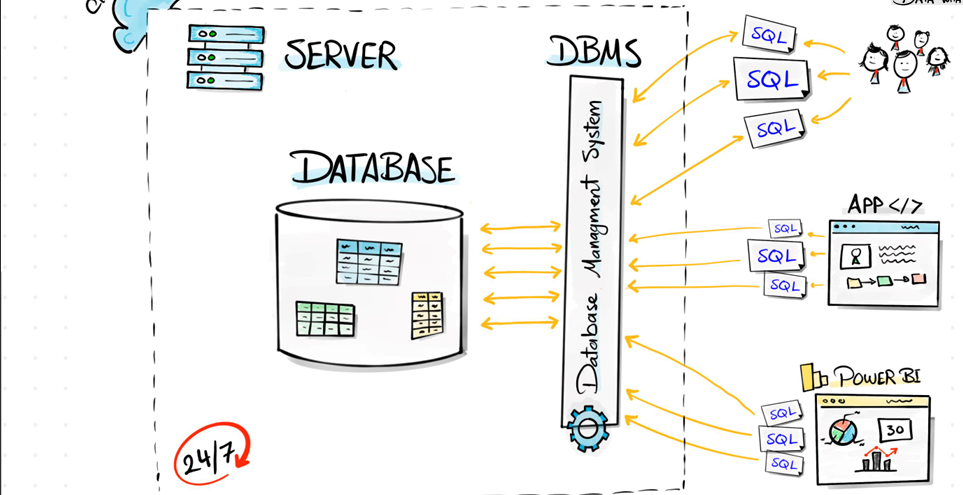 SERVER
DBMS
SQL
SQL
SQL
DATABASE
Database Managment System
APP </>
SQL
SQL
SQL
POWER BI
SQL
SQL
SQL
30
24/7